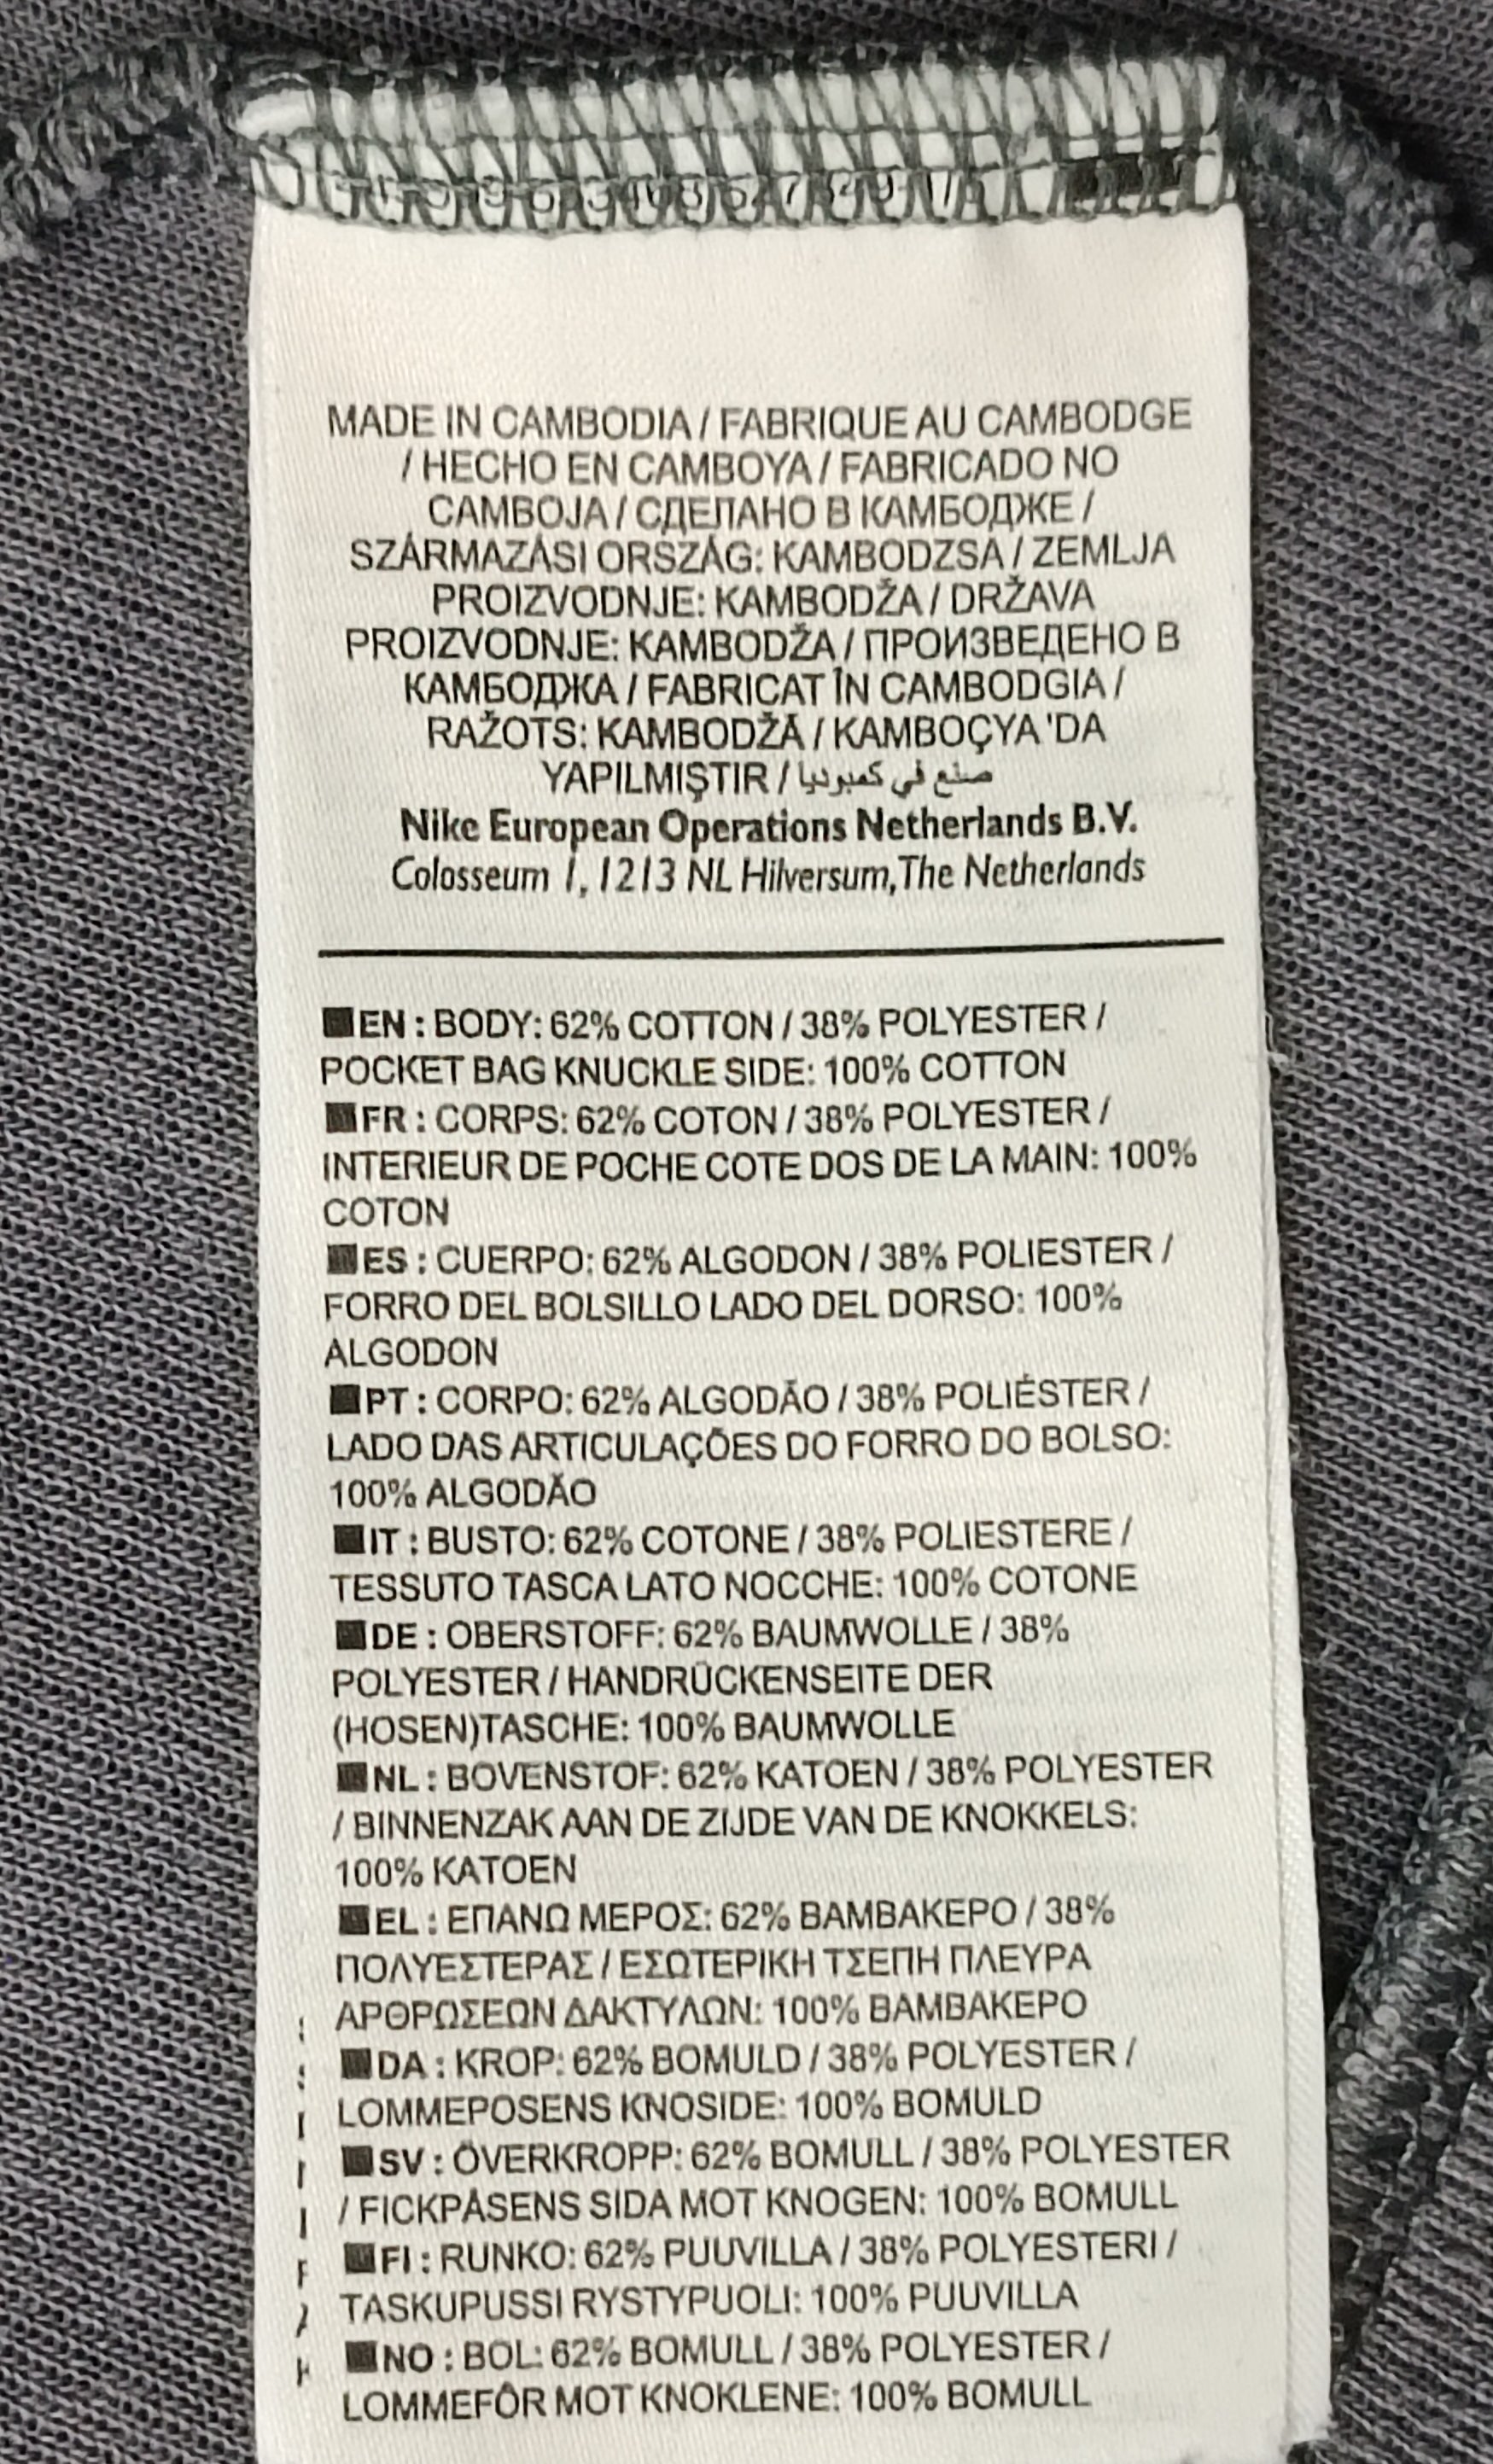 MADE IN CAMBODIA / FABRIQUE AU CAMBODGE
/ HECHO EN CAMBOYA / FABRICADO NO
CAMBOJA / СДЕЛАНО В КАМБОДЖЕ /
SZÁRMAZÁSI ORSZÁG: KAMBODZSA / ZEMLJA
PROIZVODNJE: KAMBODŽA / DRŽAVA
PROIZVODNJE: KAMBODŽA / ПРОИЗВЕДЕНО В
КАМБОДЖА / FABRICAT ÎN CAMBODGIA /
RAŽOTS: KAMBODŽĀ / KAMBOÇYA 'DA
YAPILMIŞTIR / صنع في كمبوديا
Nike European Operations Netherlands B.V.
Colosseum 1, 1213 NL Hilversum, The Netherlands
EN : BODY: 62% COTTON / 38% POLYESTER /
POCKET BAG KNUCKLE SIDE: 100% COTTON
FR : CORPS: 62% COTON / 38% POLYESTER /
INTERIEUR DE POCHE COTE DOS DE LA MAIN: 100%
COTON
ES : CUERPO: 62% ALGODON / 38% POLIESTER /
FORRO DEL BOLSILLO LADO DEL DORSO: 100%
ALGODON
PT : CORPO: 62% ALGODÃO / 38% POLIÉSTER /
LADO DAS ARTICULAÇÕES DO FORRO DO BOLSO:
100% ALGODÃO
IT : BUSTO: 62% COTONE / 38% POLIESTERE /
TESSUTO TASCA LATO NOCCHE: 100% COTONE
DE : OBERSTOFF: 62% BAUMWOLLE / 38%
POLYESTER / HANDRÜCKENSEITE DER
(HOSEN)TASCHE: 100% BAUMWOLLE
NL : BOVENSTOF: 62% KATOEN / 38% POLYESTER
/ BINNENZAK AAN DE ZIJDE VAN DE KNOKKELS:
100% KATOEN
EL : ΕΠΑΝΩ ΜΕΡΟΣ: 62% ΒΑΜΒΑΚΕΡΟ / 38%
ΠΟΛΥΕΣΤΕΡΑΣ / ΕΣΩΤΕΡΙΚΗ ΤΣΕΠΗ ΠΛΕΥΡΑ
ΑΡΘΡΩΣΕΩΝ ΔΑΚΤΥΛΩΝ: 100% ΒΑΜΒΑΚΕΡΟ
DA : KROP: 62% BOMULD / 38% POLYESTER /
LOMMEPOSENS KNOSIDE: 100% BOMULD
SV : ÖVERKROPP: 62% BOMULL / 38% POLYESTER
/ FICKPÅSENS SIDA MOT KNOGEN: 100% BOMULL
FI : RUNKO: 62% PUUVILLA / 38% POLYESTERI /
TASKUPUSSI RYSTYPUOLI: 100% PUUVILLA
NO : BOL: 62% BOMULL / 38% POLYESTER /
LOMMEFÔR MOT KNOKLENE: 100% BOMULL